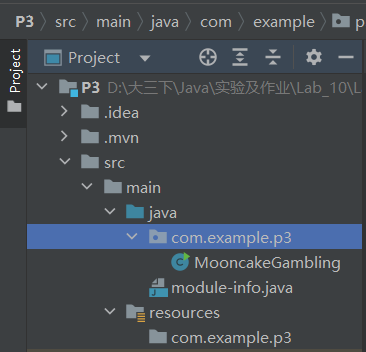 P3 src main java com example p
Project
Project
P3 D:\大三下\Java\实验及作业\Lab_10\L
.idea
.mvn
src
main
java
com.example.p3
MooncakeGambling
module-info.java
resources
com.example.p3